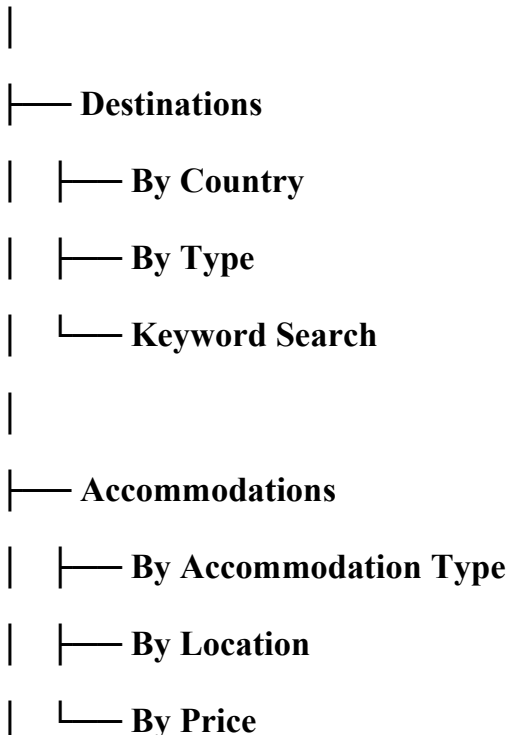 │
├── Destinations
│ ├── By Country
│ ├── By Type
│ └── Keyword Search
│
├── Accommodations
│ ├── By Accommodation Type
│ ├── By Location
│ └── By Price